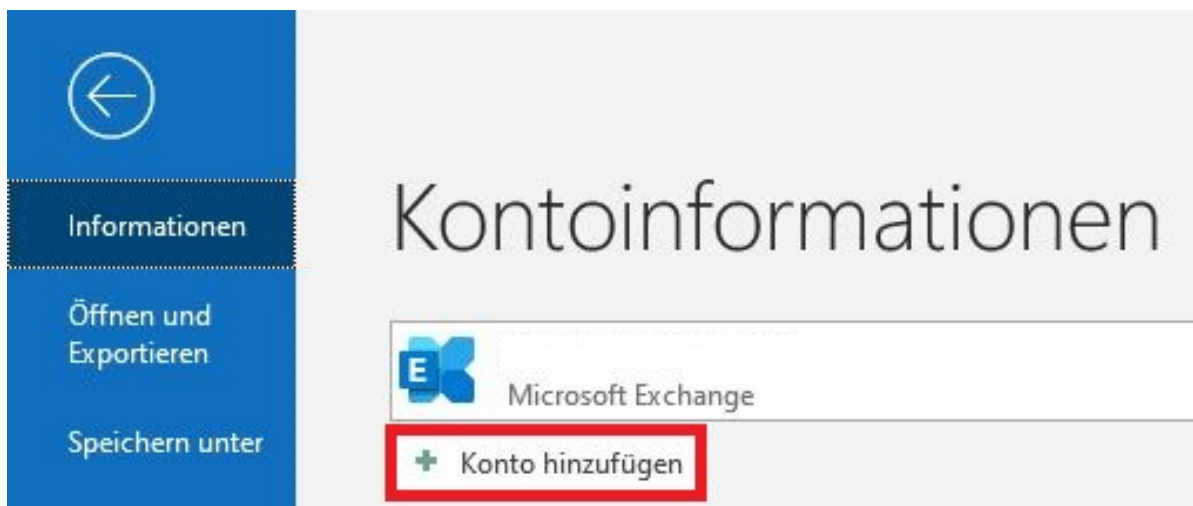 Informationen
Öffnen und
Exportieren
Speichern unter
Kontoinformationen
E
Microsoft Exchange
+ Konto hinzufügen